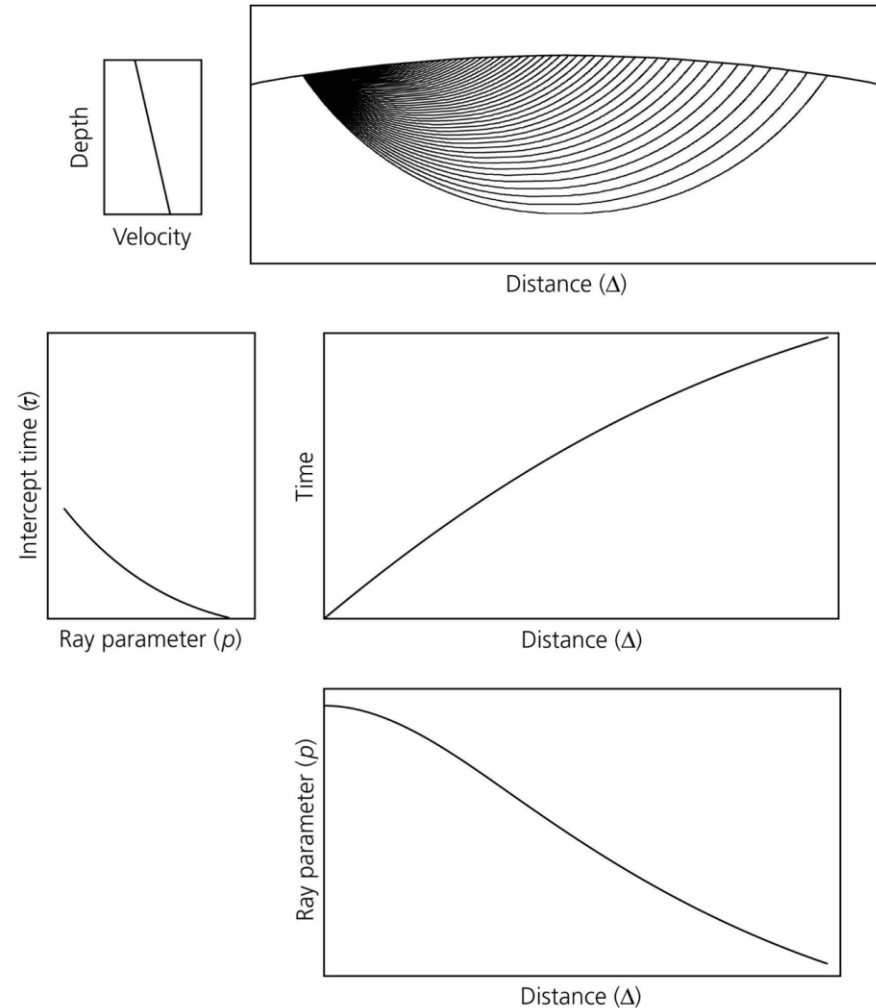 Depth
Velocity
Distance (Δ)
Intercept time (τ)
Ray parameter (p)
Time
Distance (Δ)
Ray parameter (p)
Distance (Δ)